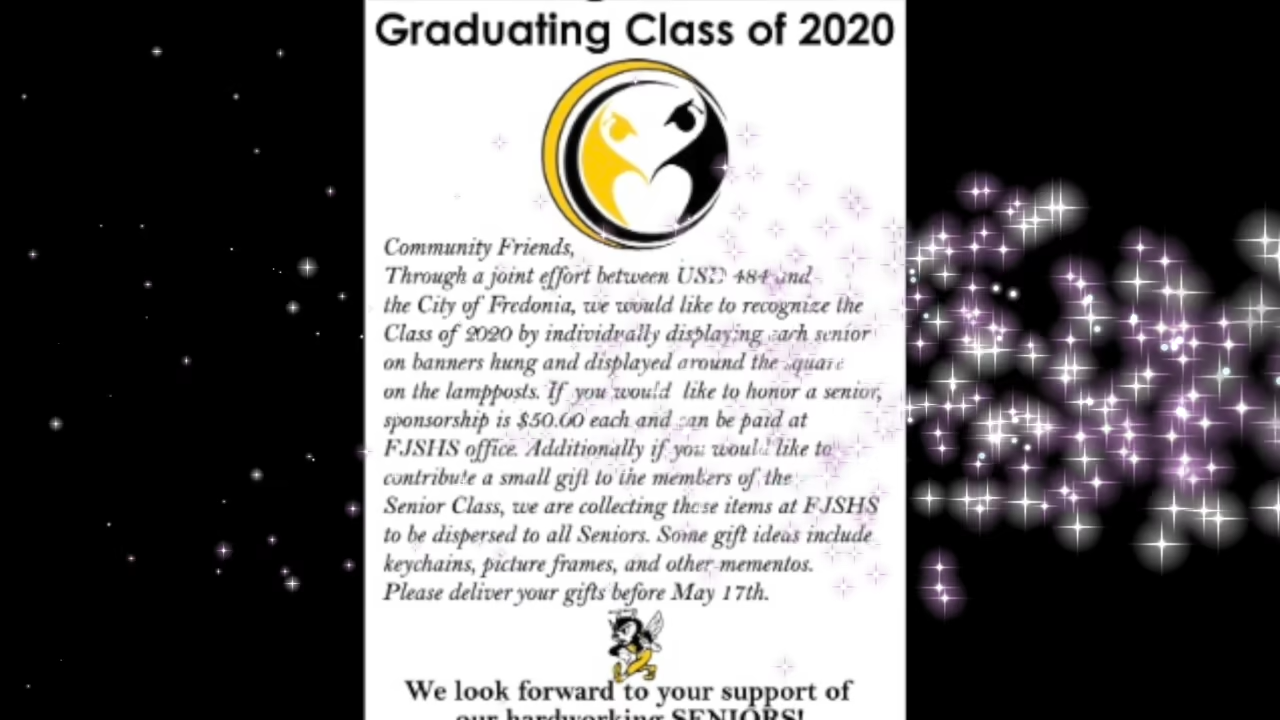 Graduating Class of 2020
Community Friends,
Through a joint effort between USD 484 and
the City of Fredonia, we would like to recognize the
Class of 2020 by individually displaying each senior
on banners hung and displayed around the square
on the lampposts. If you would like to honor a senior,
sponsorship is $50.00 each and can be paid at
FJSHS office. Additionally if you would like to
contribute a small gift to the members of the
Senior Class, we are collecting these items at FJSHS
to be dispersed to all Seniors. Some gift ideas include
keychains, picture frames, and other mementos.
Please deliver your gifts before May 17th.
We look forward to your support of
our hardworking SENIORS!